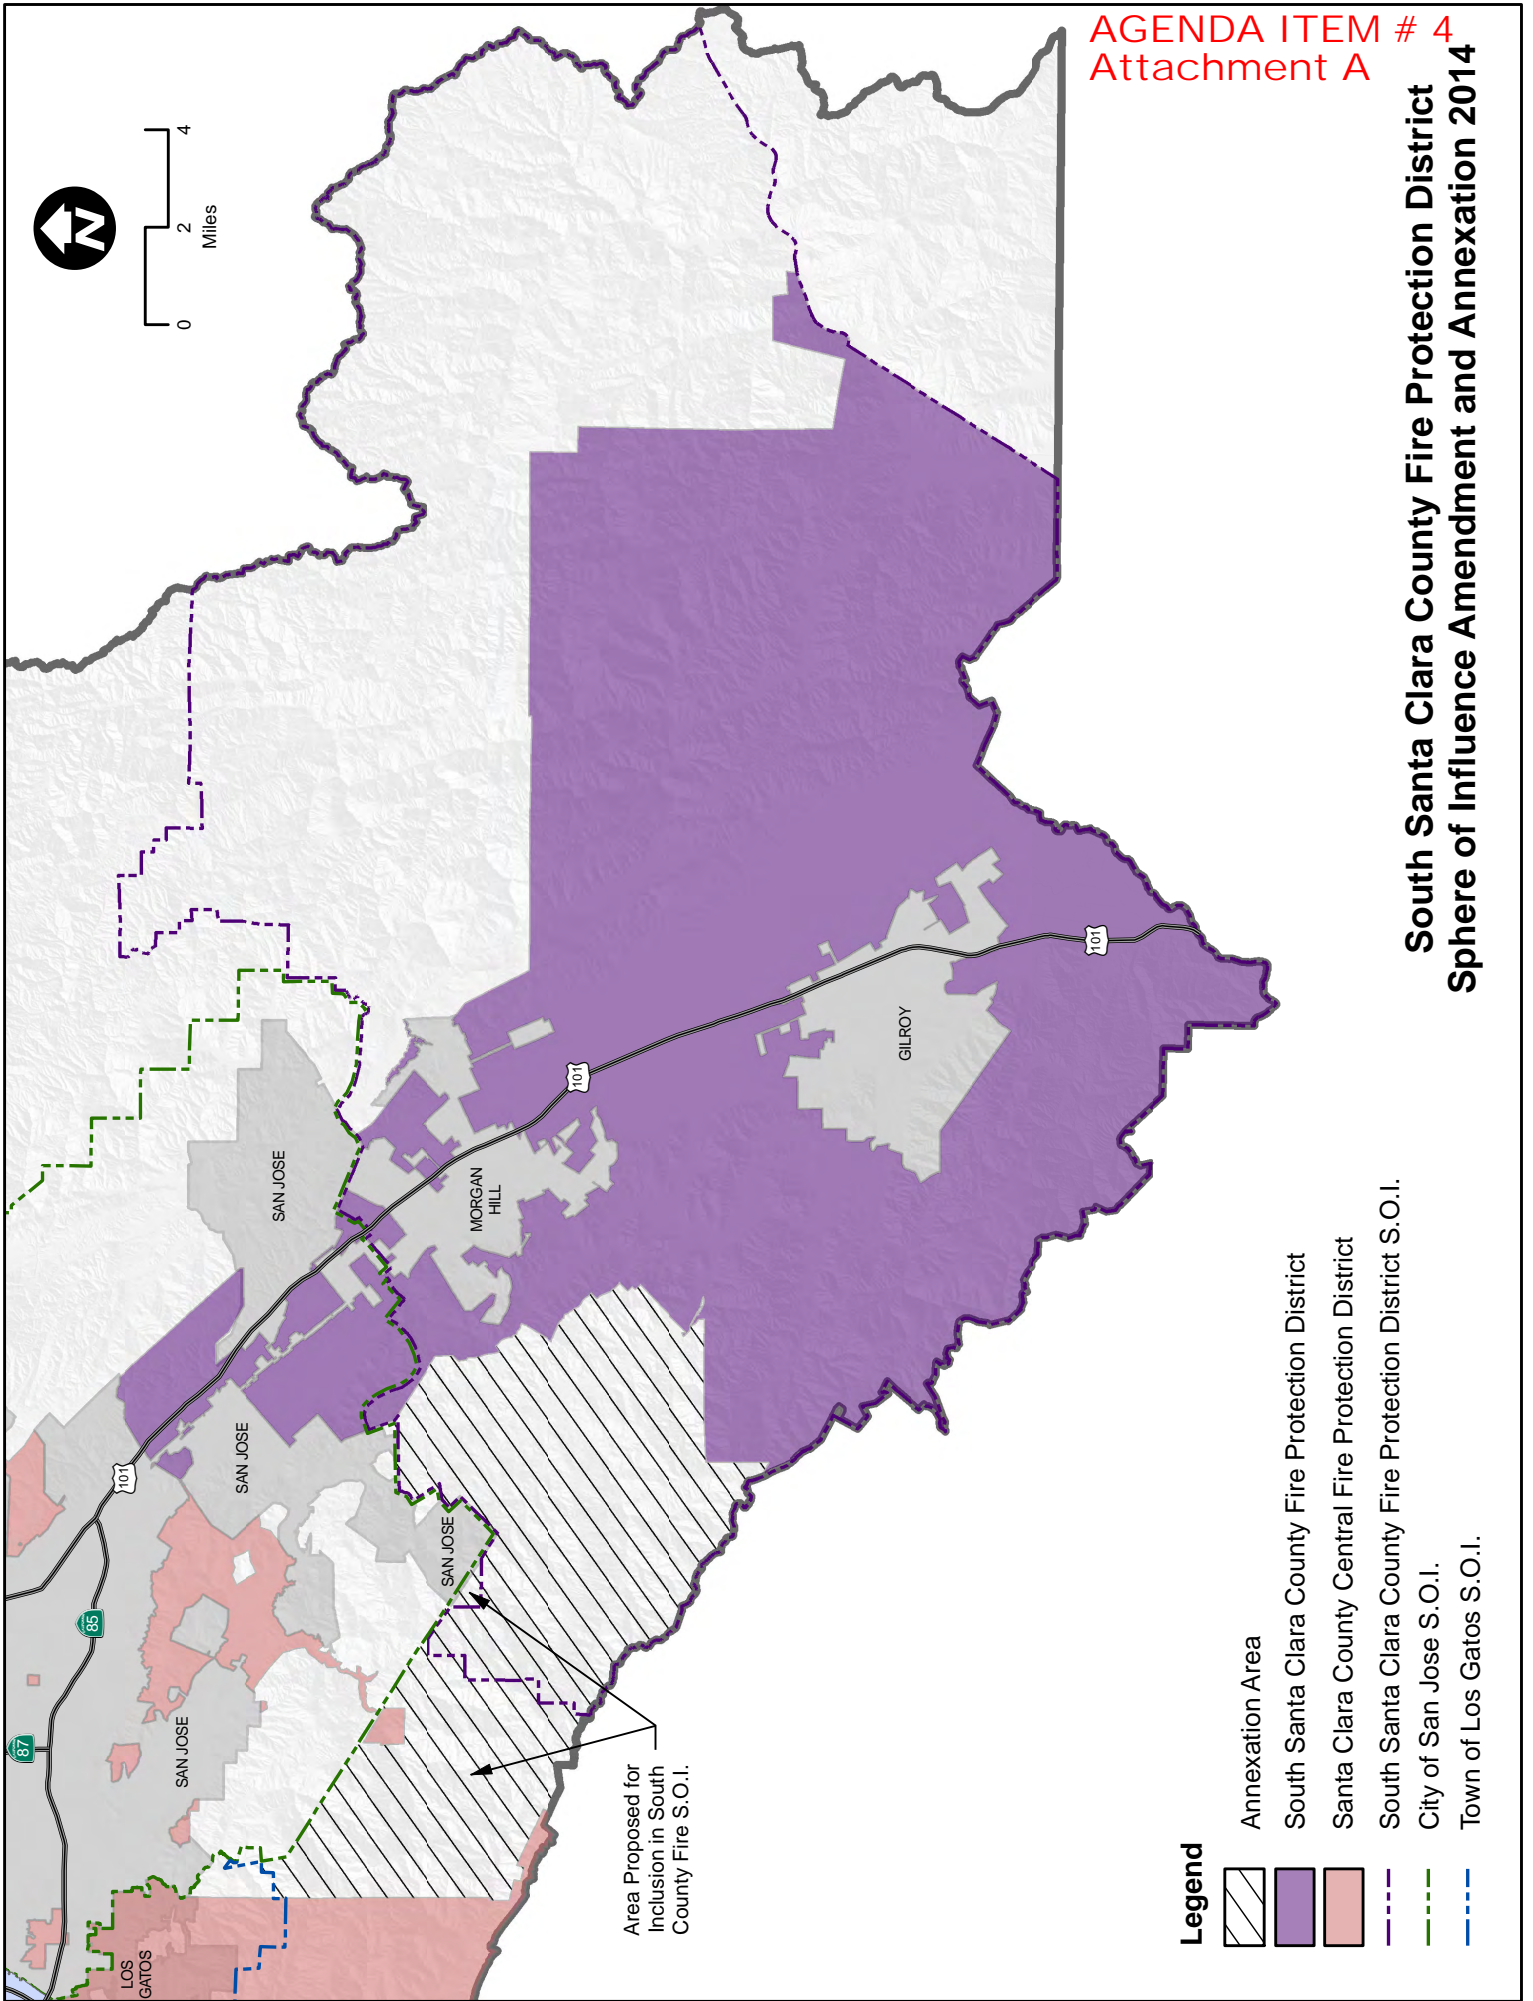 AGENDA ITEM # 4
Attachment A
N
0 2 4
Miles
87
85
101
SAN JOSE
SAN JOSE
SAN JOSE
SAN JOSE
LOS
GATOS
MORGAN
HILL
101
GILROY
101
Area Proposed for
Inclusion in South
County Fire S.O.I.
Legend
Annexation Area
South Santa Clara County Fire Protection District
Santa Clara County Central Fire Protection District
South Santa Clara County Fire Protection District S.O.I.
City of San Jose S.O.I.
Town of Los Gatos S.O.I.
South Santa Clara County Fire Protection District
Sphere of Influence Amendment and Annexation 2014